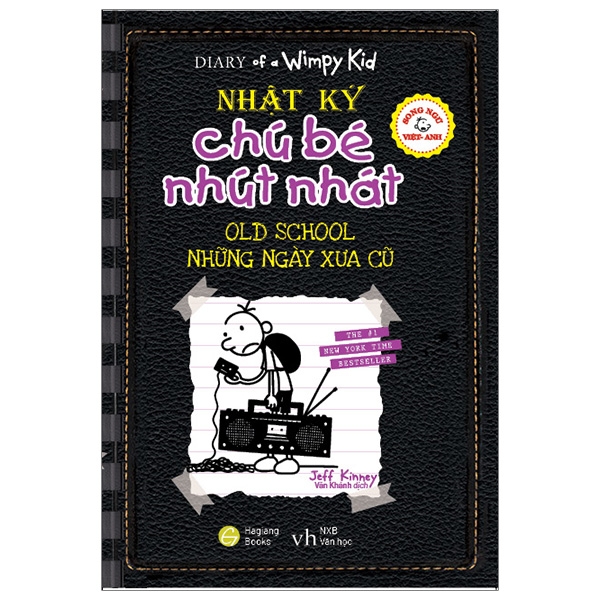 DIARY of a Wimpy Kid
NHẬT KÝ
chú bé
nhút nhát
SONG NGỮ
VIỆT-ANH
OLD SCHOOL
NHỮNG NGÀY XƯA CŨ
THE #1
NEW YORK TIME
BESTSELLER
Jeff Kinney
Vân Khánh dịch
Hagiang
Books
vh
NXB
Văn học